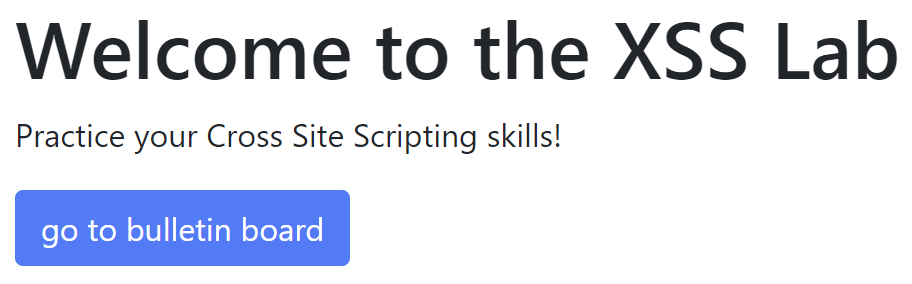 Welcome to the XSS Lab
Practice your Cross Site Scripting skills!
go to bulletin board